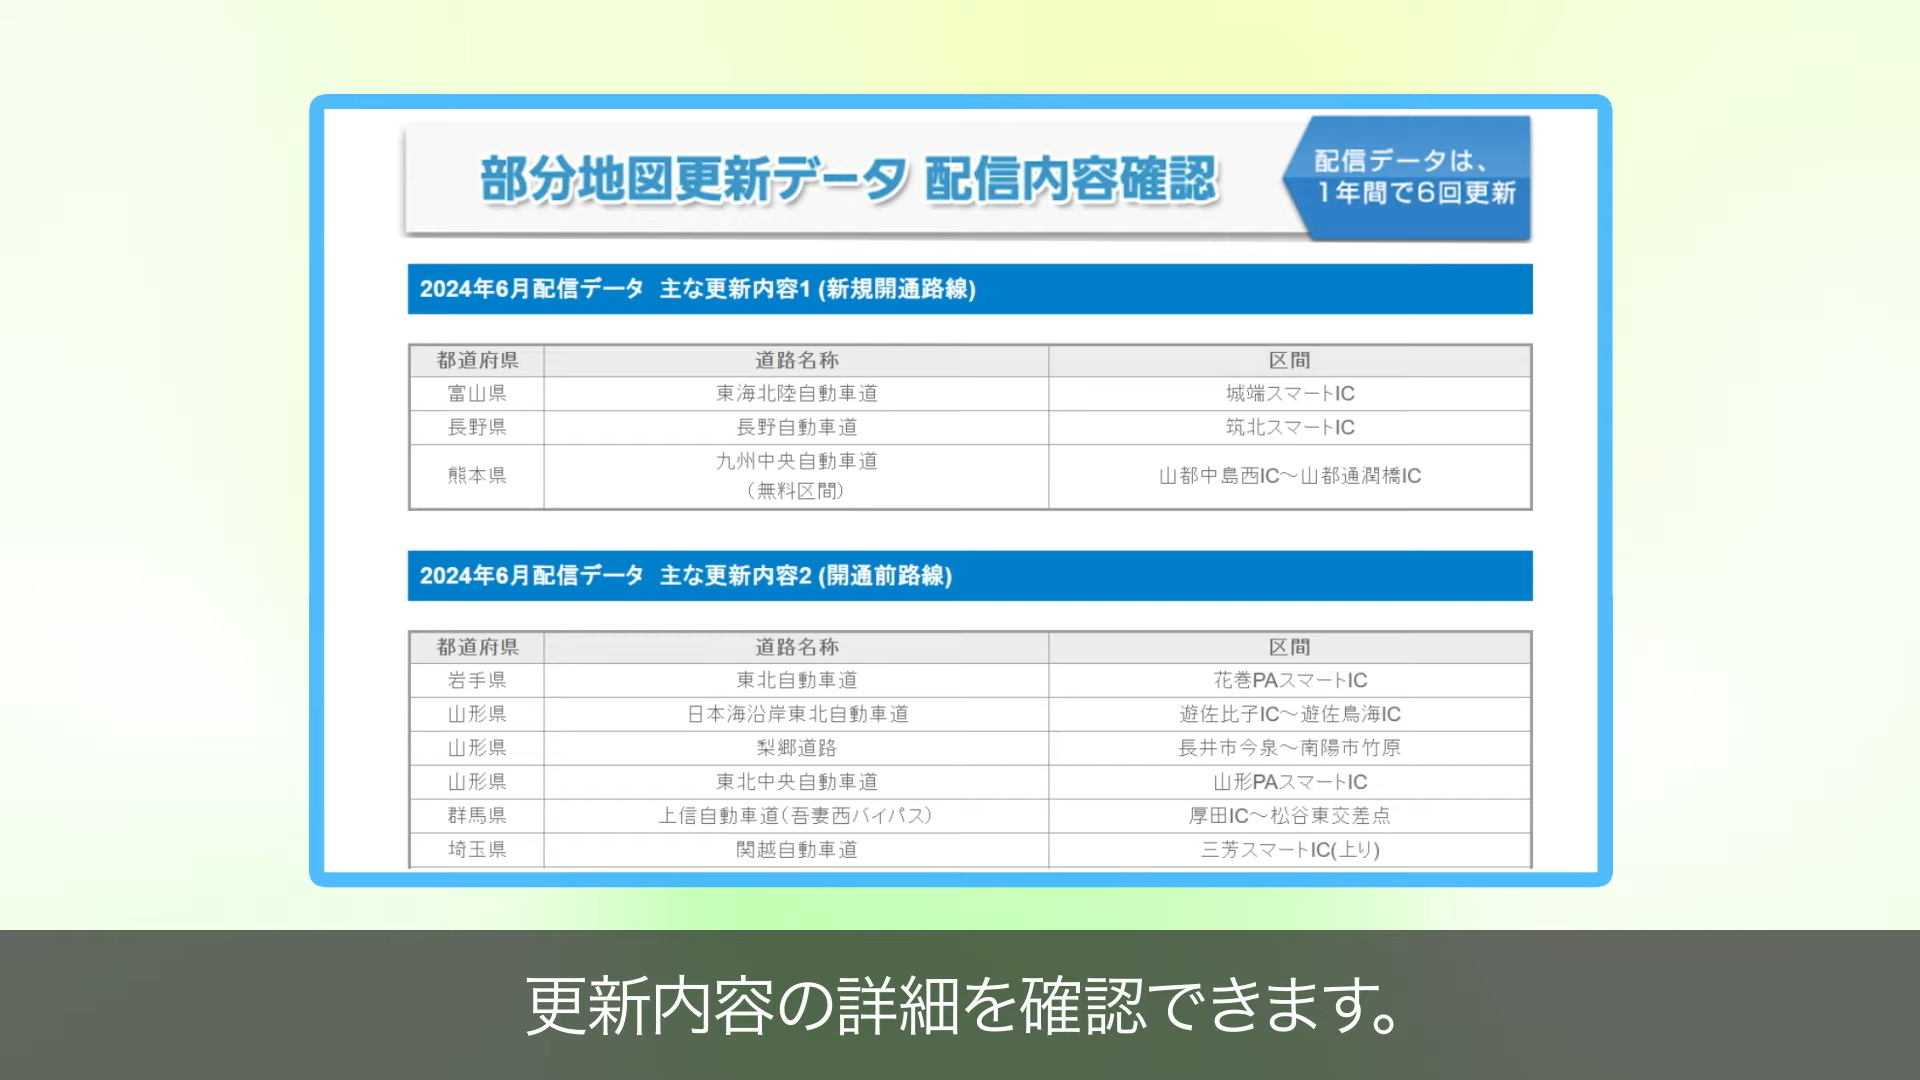 部分地図更新データ 配信内容確認
配信データは、
1年間で6回更新
2024年6月配信データ 主な更新内容1 (新規開通路線)
都道府県 道路名称 区間
富山県 東海北陸自動車道 城端スマートIC
長野県 長野自動車道 筑北スマートIC
熊本県 九州中央自動車道 山都中島西IC～山都通潤橋IC
（無料区間）
2024年6月配信データ 主な更新内容2 (開通前路線)
都道府県 道路名称 区間
岩手県 東北自動車道 花巻PAスマートIC
山形県 日本海沿岸東北自動車道 遊佐比子IC～遊佐鳥海IC
山形県 梨郷道路 長井市今泉～南陽市竹原
山形県 東北中央自動車道 山形PAスマートIC
群馬県 上信自動車道（吾妻西バイパス） 厚田IC～松谷東交差点
埼玉県 関越自動車道 三芳スマートIC(上り)
更新内容の詳細を確認できます。